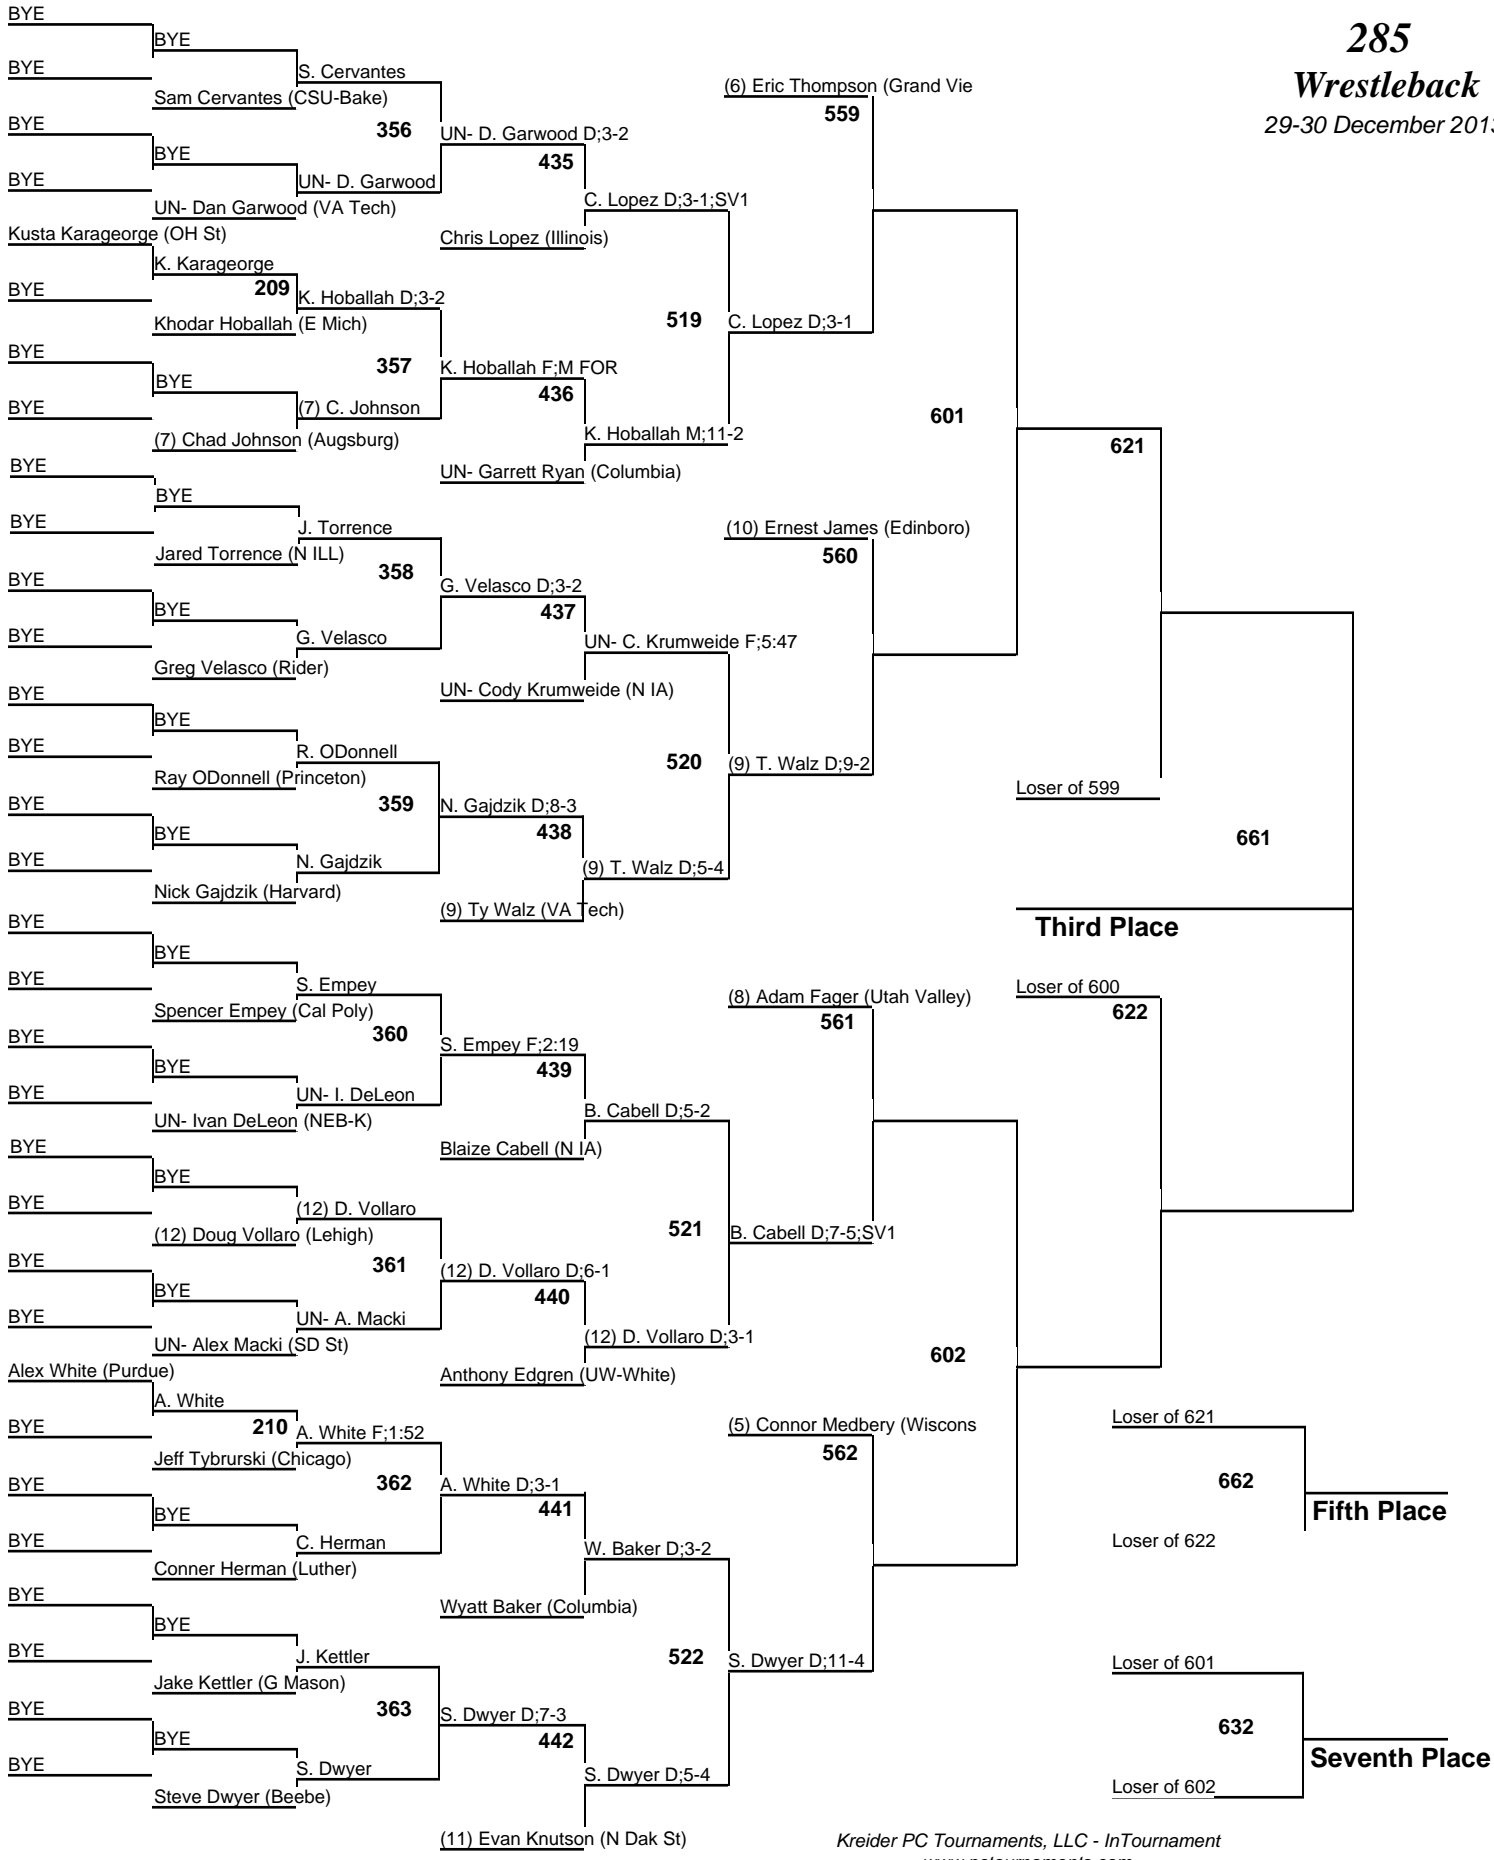 285
Wrestleback
29-30 December 201
BYE
BYE
BYE
S. Cervantes
Sam Cervantes (CSU-Bake)
356
BYE
BYE
BYE
UN- D. Garwood
UN- Dan Garwood (VA Tech)
UN- D. Garwood D;3-2
435
C. Lopez D;3-1;SV1
Chris Lopez (Illinois)
(6) Eric Thompson (Grand Vie
559
Kusta Karageorge (OH St)
K. Karageorge
BYE
209
K. Hoballah D;3-2
Khodar Hoballah (E Mich)
519
C. Lopez D;3-1
BYE
BYE
BYE
357
(7) C. Johnson
(7) Chad Johnson (Augsburg)
K. Hoballah F;M FOR
436
K. Hoballah M;11-2
UN- Garrett Ryan (Columbia)
601
621
BYE
BYE
BYE
J. Torrence
Jared Torrence (N ILL)
358
(10) Ernest James (Edinboro)
560
BYE
BYE
BYE
G. Velasco
Greg Velasco (Rider)
G. Velasco D;3-2
437
UN- C. Krumweide F;5:47
UN- Cody Krumweide (N IA)
BYE
BYE
BYE
R. ODonnell
Ray ODonnell (Princeton)
359
520
(9) T. Walz D;9-2
Loser of 599
BYE
BYE
BYE
N. Gajdzik
Nick Gajdzik (Harvard)
N. Gajdzik D;8-3
438
(9) T. Walz D;5-4
(9) Ty Walz (VA Tech)
661
Third Place
BYE
BYE
BYE
S. Empey
Spencer Empey (Cal Poly)
360
(8) Adam Fager (Utah Valley)
561
Loser of 600
622
BYE
BYE
BYE
UN- I. DeLeon
UN- Ivan DeLeon (NEB-K)
S. Empey F;2:19
439
B. Cabell D;5-2
Blaize Cabell (N IA)
BYE
BYE
BYE
(12) D. Vollaro
(12) Doug Vollaro (Lehigh)
361
521
B. Cabell D;7-5;SV1
BYE
BYE
BYE
UN- A. Macki
UN- Alex Macki (SD St)
(12) D. Vollaro D;6-1
440
(12) D. Vollaro D;3-1
Anthony Edgren (UW-White)
602
Alex White (Purdue)
A. White
BYE
210
A. White F;1:52
Jeff Tybrurski (Chicago)
362
(5) Connor Medbery (Wiscons
562
Loser of 621
662
Fifth Place
Loser of 622
BYE
BYE
BYE
C. Herman
Conner Herman (Luther)
A. White D;3-1
441
W. Baker D;3-2
Wyatt Baker (Columbia)
BYE
BYE
BYE
J. Kettler
Jake Kettler (G Mason)
363
522
S. Dwyer D;11-4
Loser of 601
632
Seventh Place
Loser of 602
BYE
BYE
BYE
S. Dwyer
Steve Dwyer (Beebe)
S. Dwyer D;7-3
442
S. Dwyer D;5-4
(11) Evan Knutson (N Dak St)
Kreider PC Tournaments, LLC - InTournament